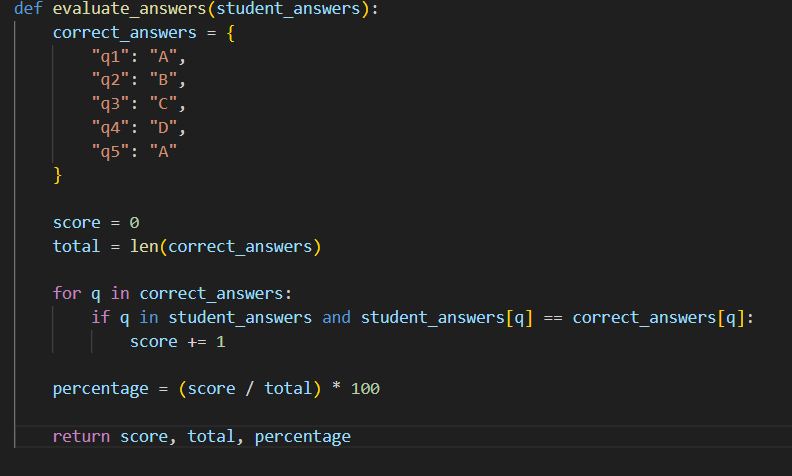 def evaluate_answers(student_answers):
    correct_answers = {
        "q1": "A",
        "q2": "B",
        "q3": "C",
        "q4": "D",
        "q5": "A"
    }

    score = 0
    total = len(correct_answers)

    for q in correct_answers:
        if q in student_answers and student_answers[q] == correct_answers[q]:
            score += 1

    percentage = (score / total) * 100

    return score, total, percentage